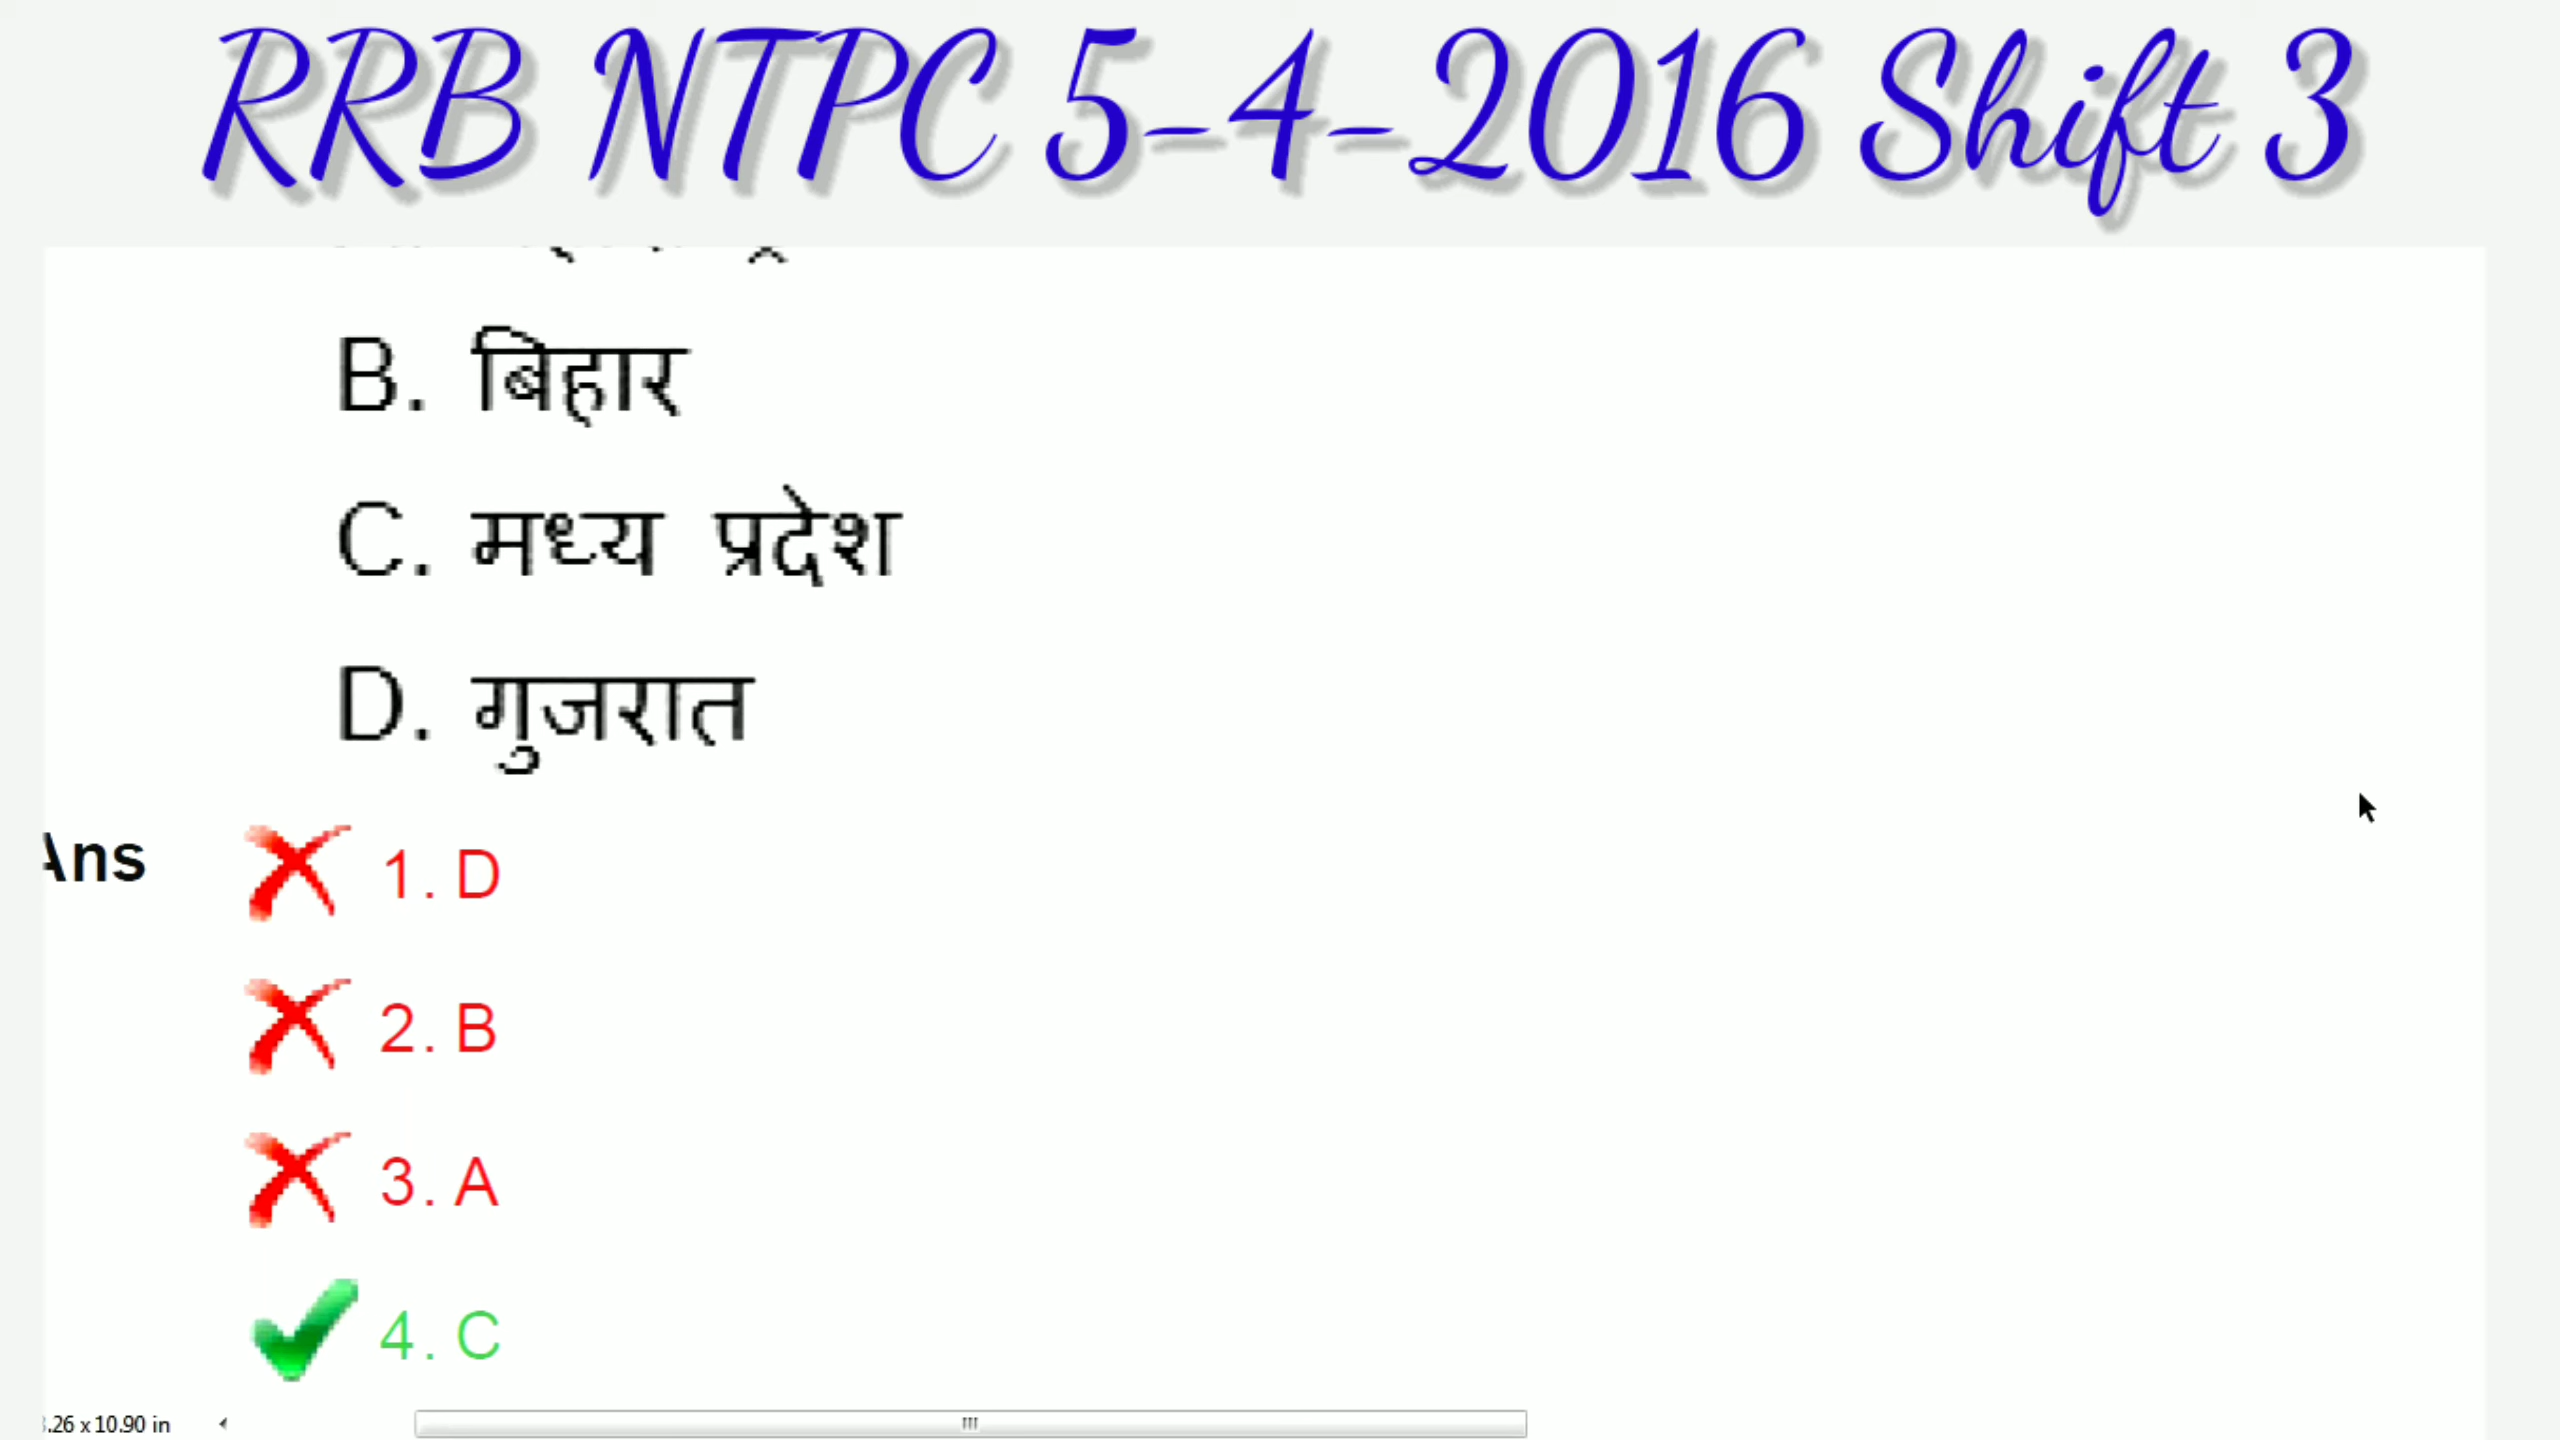 RRB NTPC 5-4-2016 Shift 3
B. बिहार
C. मध्य प्रदेश
D. गुजरात
Ans
1. D
2. B
3. A
4. C
.26 x 10.90 in